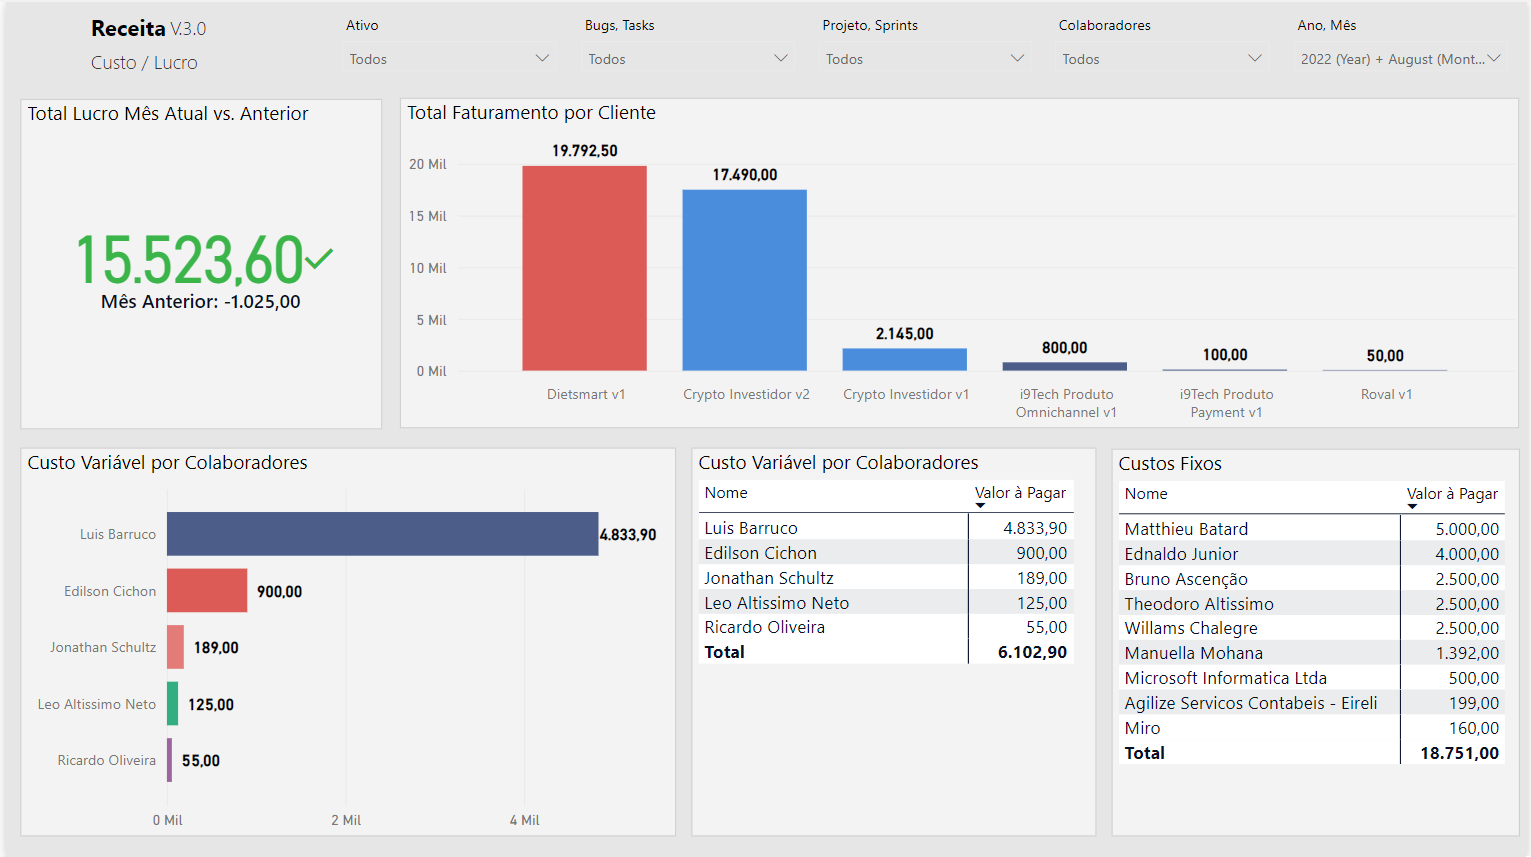 Receita V.3.0
Custo / Lucro
Ativo
Todos
Bugs, Tasks
Todos
Projeto, Sprints
Todos
Colaboradores
Todos
Ano, Mês
2022 (Year) + August (Mont...
Total Lucro Mês Atual vs. Anterior
15.523,60
Mês Anterior: -1.025,00
Total Faturamento por Cliente
20 Mil
15 Mil
10 Mil
5 Mil
0 Mil
19.792,50
17.490,00
2.145,00
800,00
100,00
50,00
Dietsmart v1
Crypto Investidor v2
Crypto Investidor v1
i9Tech Produto
Omnichannel v1
i9Tech Produto
Payment v1
Roval v1
Custo Variável por Colaboradores
Luis Barruco 4.833,90
Edilson Cichon 900,00
Jonathan Schultz 189,00
Leo Altissimo Neto 125,00
Ricardo Oliveira 55,00
0 Mil 2 Mil 4 Mil
Custo Variável por Colaboradores
Nome Valor à Pagar
Luis Barruco 4.833,90
Edilson Cichon 900,00
Jonathan Schultz 189,00
Leo Altissimo Neto 125,00
Ricardo Oliveira 55,00
Total 6.102,90
Custos Fixos
Nome Valor à Pagar
Matthieu Batard 5.000,00
Ednaldo Junior 4.000,00
Bruno Ascenção 2.500,00
Theodoro Altissimo 2.500,00
Willams Chalegre 2.500,00
Manuella Mohana 1.392,00
Microsoft Informatica Ltda 500,00
Agilize Servicos Contabeis - Eireli 199,00
Miro 160,00
Total 18.751,00